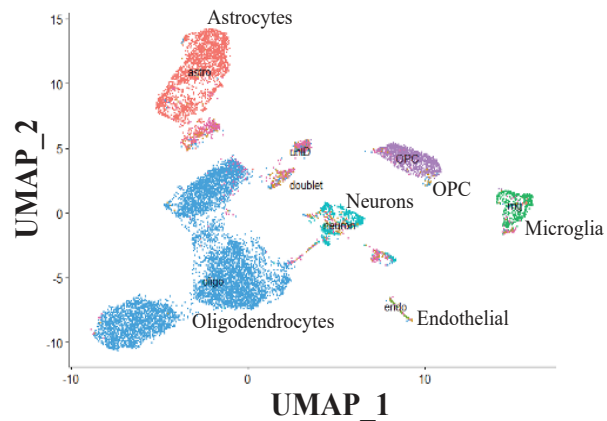 Astrocytes
15
astro
10
5
unID
OPC
doublet
OPC
Neurons
mg
0
neuron
Microglia
-5
oligo
endo
Endothelial
Oligodendrocytes
-10
-10
0
10
UMAP_1
UMAP_2